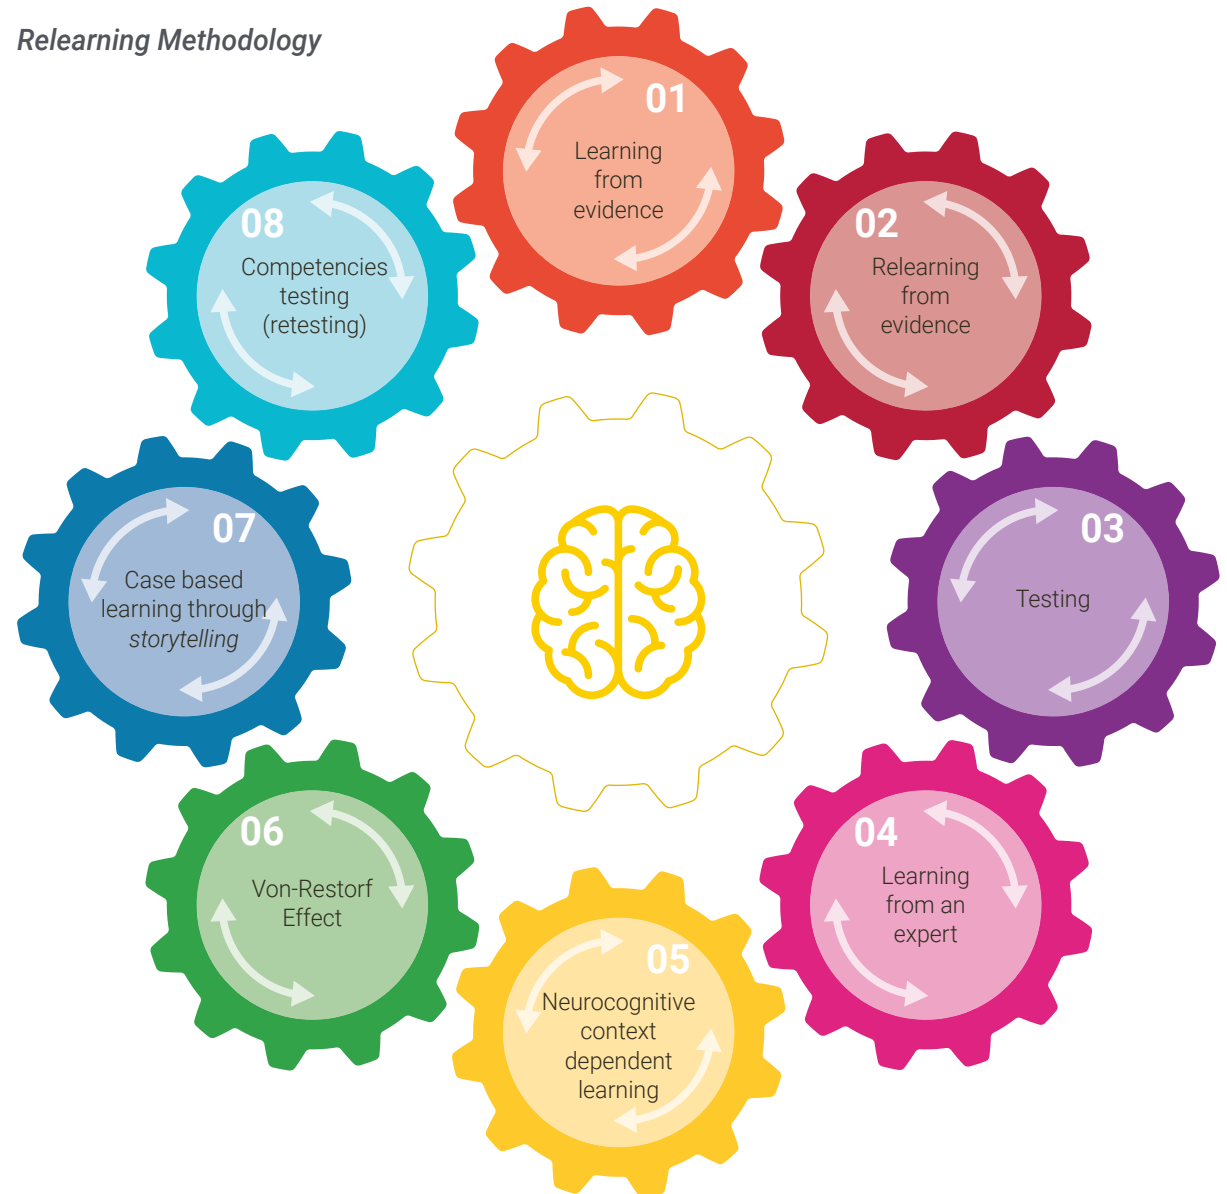 Relearning Methodology
01
Learning
from
evidence
02
Relearning
from
evidence
03
Testing
04
Learning
from an
expert
05
Neurocognitive
context
dependent
learning
06
Von-Restorf
Effect
07
Case based
learning through
storytelling
08
Competencies
testing
(retesting)